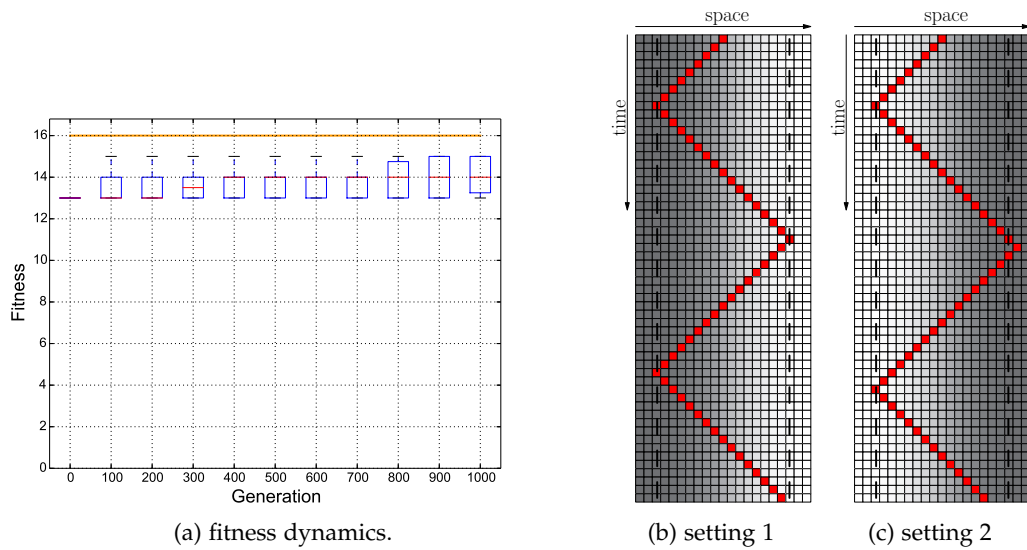 space
space
time
time
Fitness
16
14
12
10
8
6
4
2
0
0 100 200 300 400 500 600 700 800 900 1000
Generation
(a) fitness dynamics.
(b) setting 1
(c) setting 2